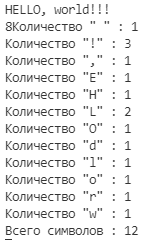 HELLO, world!!!
8Количество " " : 1
Количество "!" : 3
Количество "," : 1
Количество "E" : 1
Количество "H" : 1
Количество "L" : 2
Количество "O" : 1
Количество "d" : 1
Количество "l" : 1
Количество "o" : 1
Количество "r" : 1
Количество "w" : 1
Всего символов : 12